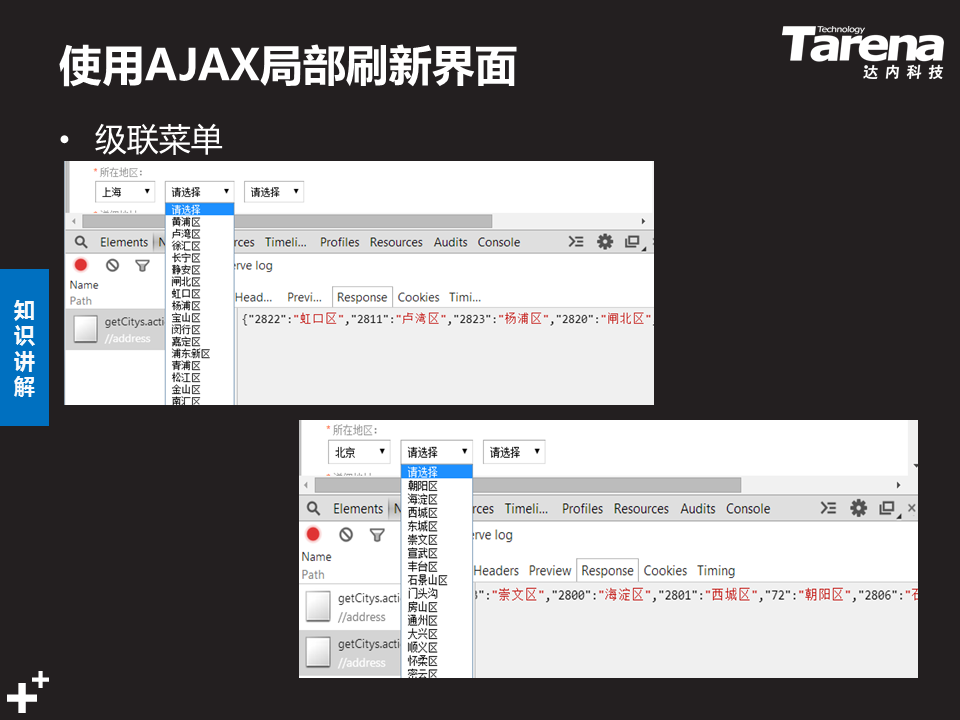 使用AJAX局部刷新界面
Technology
Tarena
达内科技
• 级联菜单
知识讲解
*所在地区:
上海 请选择 请选择
请选择
黄浦区
卢湾区
徐汇区
长宁区
静安区
闸北区
虹口区
杨浦区
宝山区
闵行区
嘉定区
浦东新区
青浦区
松江区
金山区
南汇区
Elements N rces Timeli... Profiles Resources Audits Console
erve log
Name
Path
Head... Previ... Response Cookies Timi...
getCitys.acti
//address
{"2822":"虹口区","2811":"卢湾区","2823":"杨浦区","2820":"闸北区",
*所在地区:
北京 请选择 请选择
请选择
朝阳区
海淀区
西城区
东城区
崇文区
宣武区
丰台区
石景山区
门头沟
房山区
通州区
大兴区
顺义区
怀柔区
密云区
Elements N rces Timeli... Profiles Resources Audits Console
erve log
Name
Path
Headers Preview Response Cookies Timing
getCitys.acti
//address
getCitys.acti
//address
":"崇文区","2800":"海淀区","2801":"西城区","72":"朝阳区","2806":"石